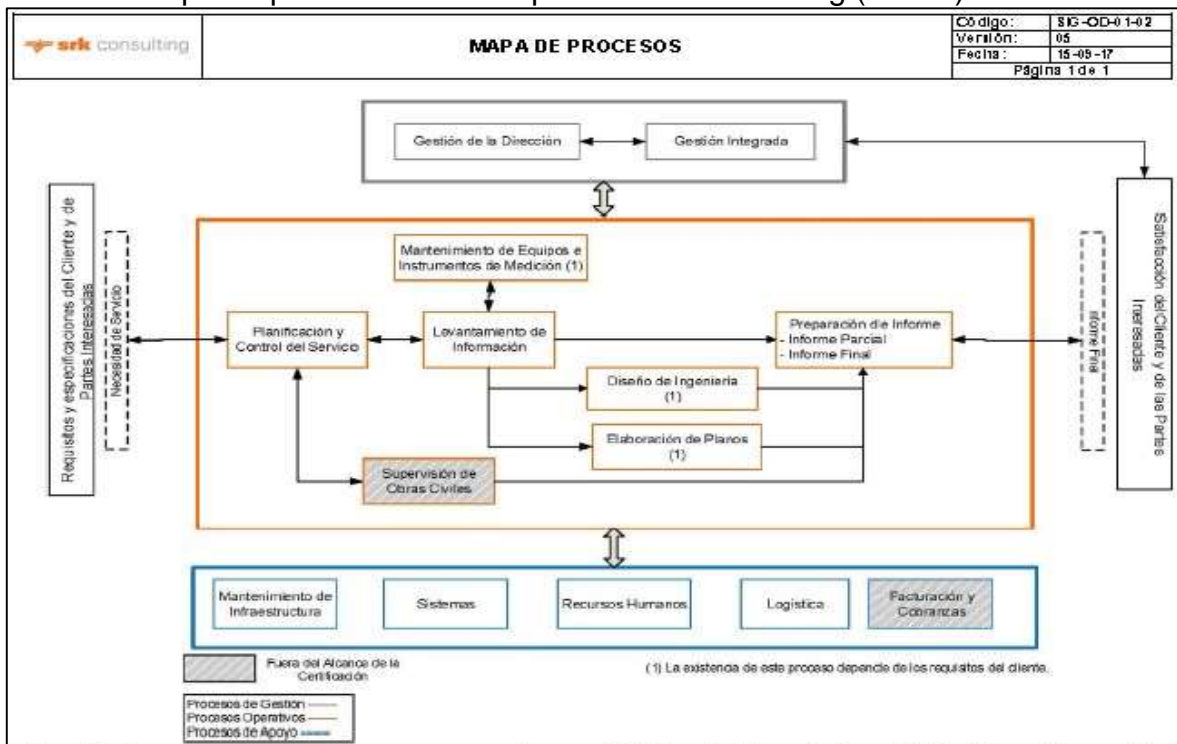 srk consulting
MAPA DE PROCESOS
Código: SIG-OD-01-02
Versión: 05
Fecha: 15-09-17
Página 1 de 1
Gestión de la Dirección
Gestión Integrada
Requisitos y especificaciones del Cliente y de
Partes Interesadas
Necesidad de Servicio
Mantenimiento de Equipos e
Instrumentos de Medición (1)
Planificación y
Control del Servicio
Levantamiento de
Información
Preparación de Informe
- Informe Parcial
- Informe Final
Diseño de Ingeniería
(1)
Elaboración de Planos
(1)
Supervisión de
Obras Civiles
Informe Final
Satisfacción del Cliente y de las Partes
Interesadas
Mantenimiento de
Infraestructura
Sistemas
Recursos Humanos
Logística
Facturación y
Cobranzas
Fuera del Alcance de la
Certificación
(1) La existencia de este proceso depende de los requisitos del cliente.
Procesos de Gestión
Procesos Operativos
Procesos de Apoyo